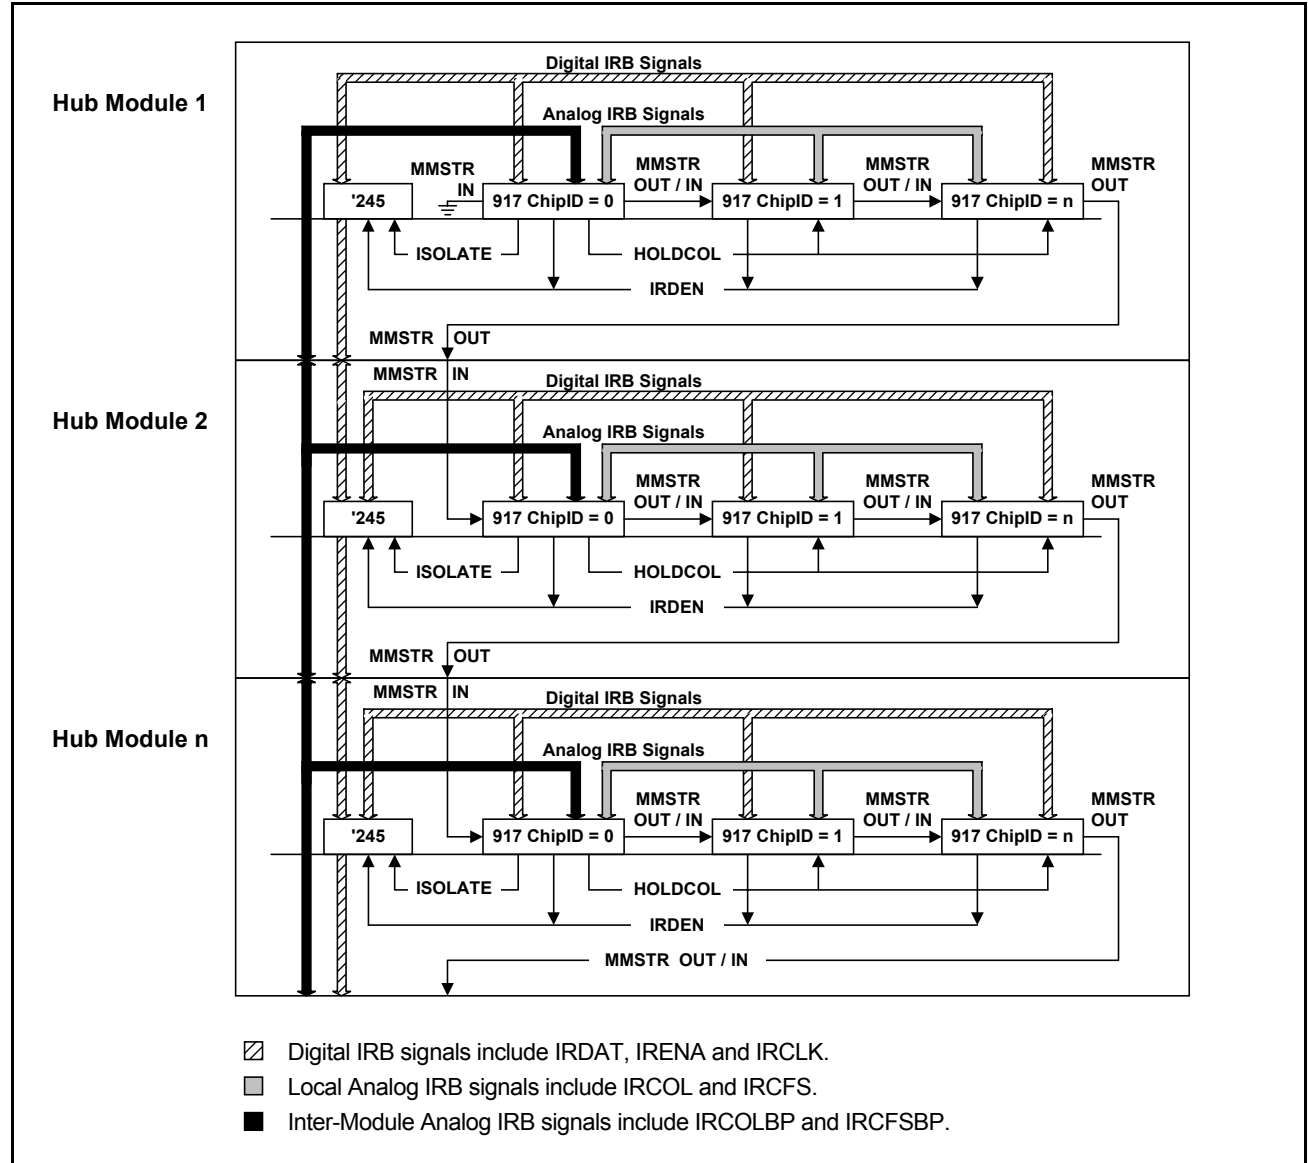 Hub Module 1
Digital IRB Signals
Analog IRB Signals
MMSTR
IN
MMSTR
OUT / IN
MMSTR
OUT / IN
MMSTR
OUT
'245
917 ChipID = 0
917 ChipID = 1
917 ChipID = n
ISOLATE
HOLDCOL
IRDEN
MMSTR OUT
Hub Module 2
MMSTR IN
Digital IRB Signals
Analog IRB Signals
MMSTR
OUT / IN
MMSTR
OUT / IN
MMSTR
OUT
'245
917 ChipID = 0
917 ChipID = 1
917 ChipID = n
ISOLATE
HOLDCOL
IRDEN
MMSTR OUT
Hub Module n
MMSTR IN
Digital IRB Signals
Analog IRB Signals
MMSTR
OUT / IN
MMSTR
OUT / IN
MMSTR
OUT
'245
917 ChipID = 0
917 ChipID = 1
917 ChipID = n
ISOLATE
HOLDCOL
IRDEN
MMSTR OUT / IN
Digital IRB signals include IRDAT, IRENA and IRCLK.
Local Analog IRB signals include IRCOL and IRCFS.
Inter-Module Analog IRB signals include IRCOLBP and IRCFSBP.